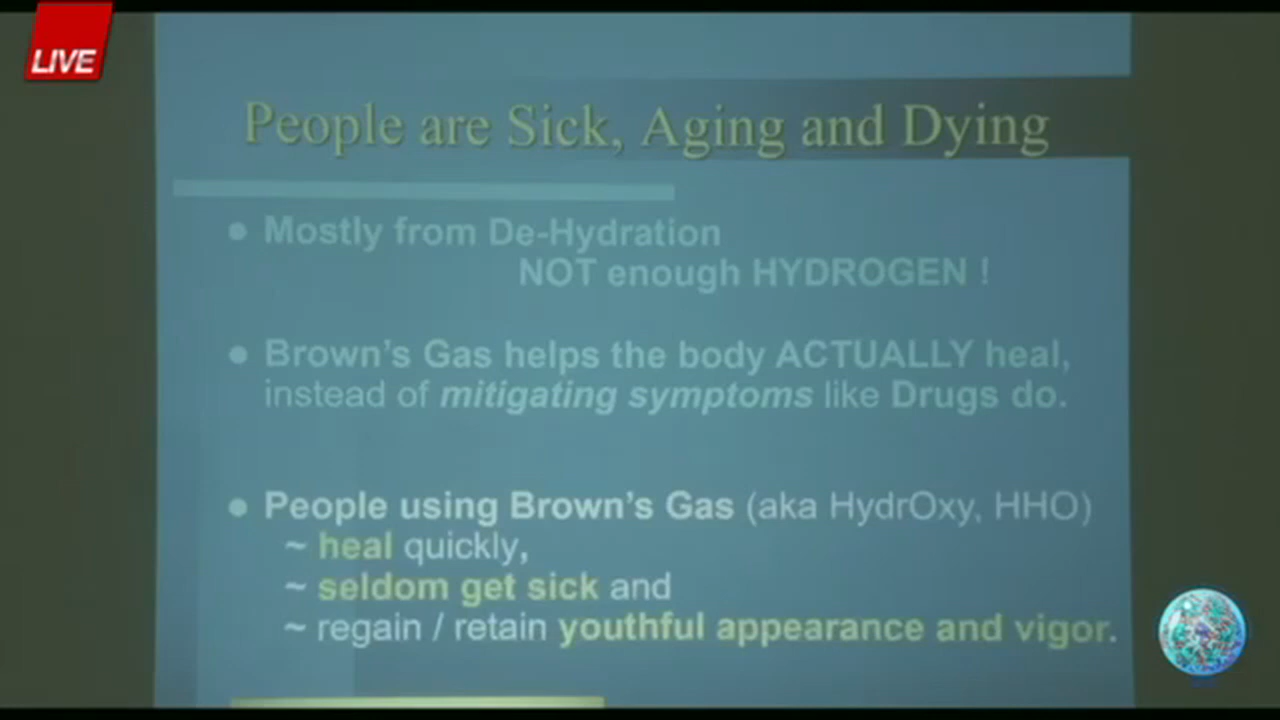 LIVE
People are Sick, Aging and Dying
Mostly from De-Hydration
NOT enough HYDROGEN !
Brown's Gas helps the body ACTUALLY heal,
instead of mitigating symptoms like Drugs do.
People using Brown's Gas (aka HydrOxy, HHO)
~ heal quickly,
~ seldom get sick and
~ regain / retain youthful appearance and vigor.